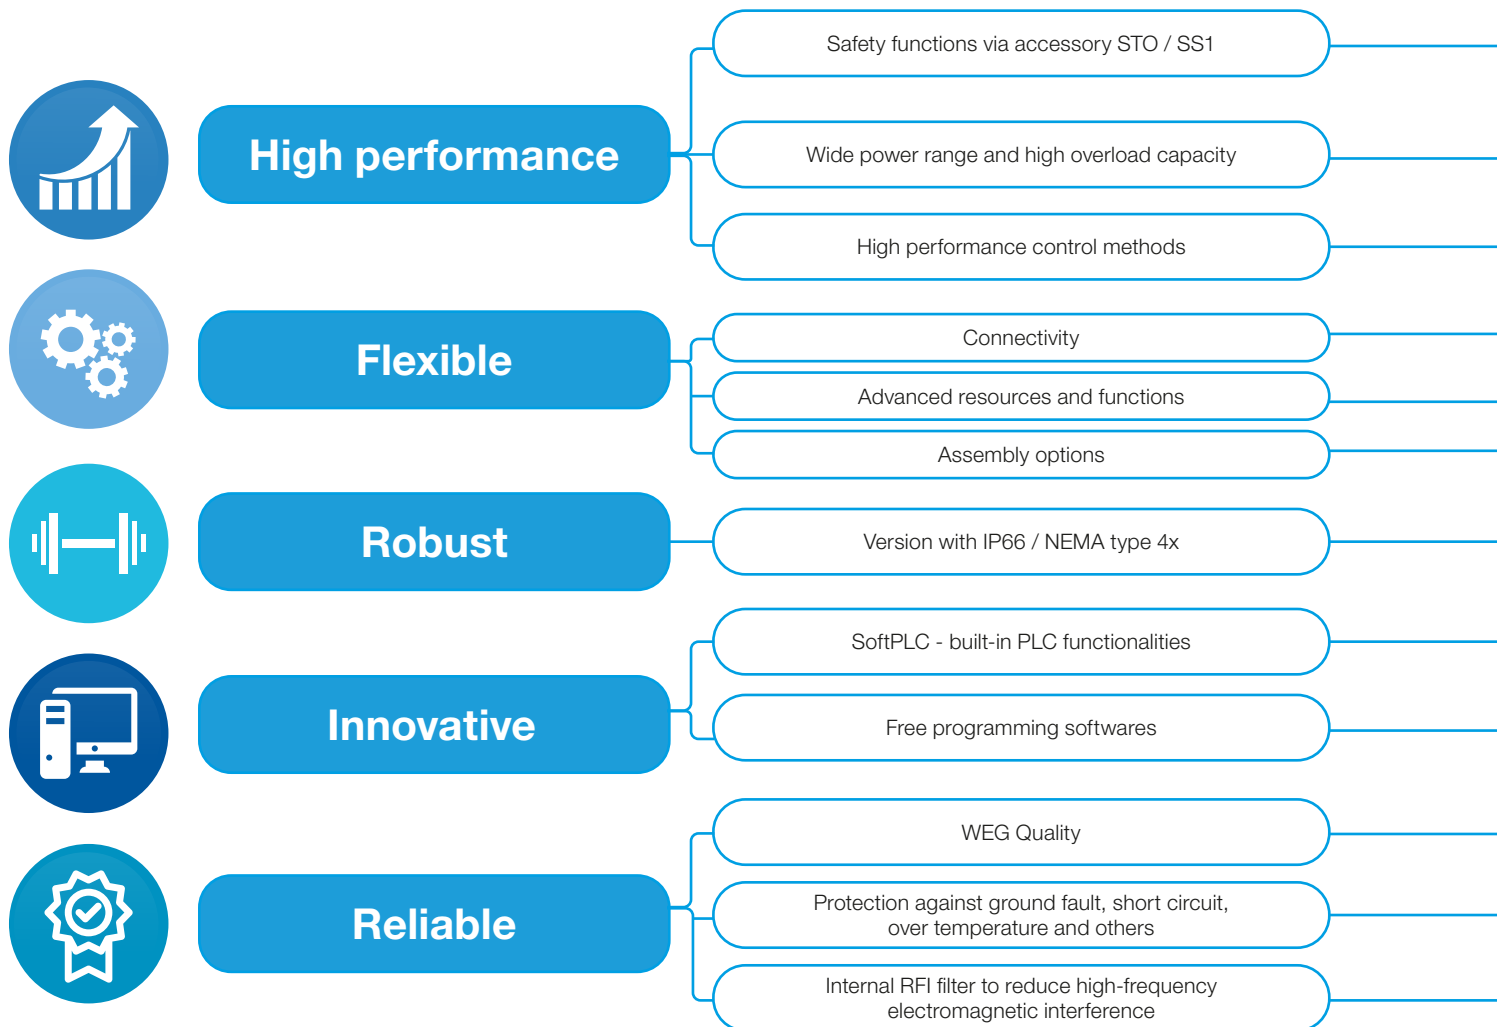 High performance
Safety functions via accessory STO / SS1
Wide power range and high overload capacity
High performance control methods
Flexible
Connectivity
Advanced resources and functions
Assembly options
Robust
Version with IP66 / NEMA type 4x
Innovative
SoftPLC - built-in PLC functionalities
Free programming softwares
Reliable
WEG Quality
Protection against ground fault, short circuit,
over temperature and others
Internal RFI filter to reduce high-frequency
electromagnetic interference